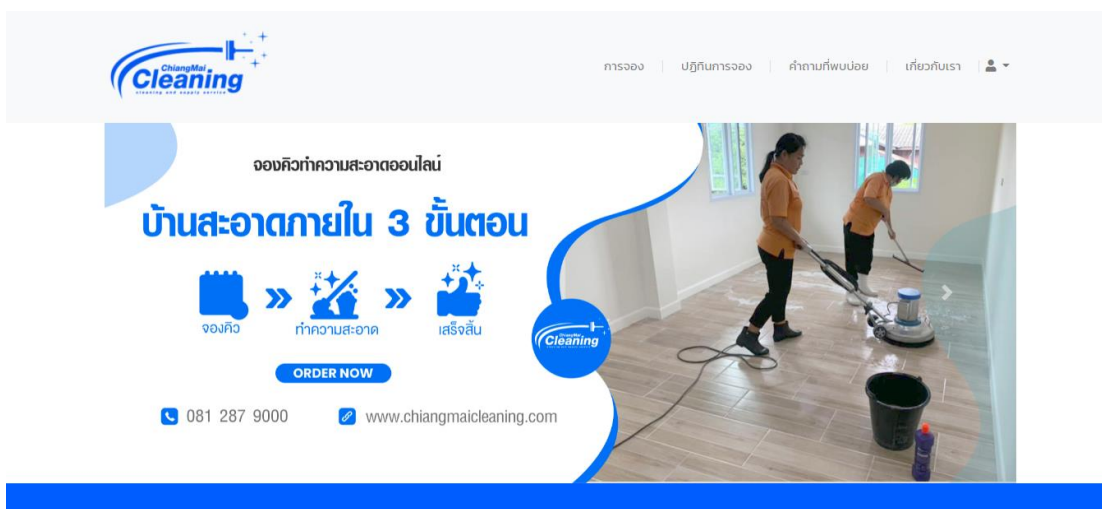 ChiangMai
Cleaning
cleaning and supply service
การจอง
ปฏิทินการจอง
คำถามที่พบบ่อย
เกี่ยวกับเรา
จองคิวทำความสะอาดออนไลน์
บ้านสะอาดภายใน 3 ขั้นตอน
จองคิว
ทำความสะอาด
เสร็จสิ้น
ORDER NOW
081 287 9000
www.chiangmaicleaning.com
ChiangMai
Cleaning